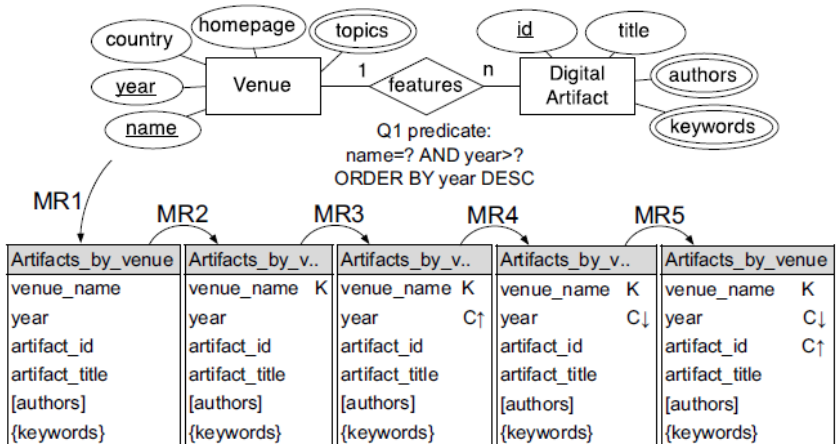 country
homepage
topics
id
title
year
Venue
1
features
n
Digital
Artifact
authors
name
keywords
Q1 predicate:
name=? AND year>?
ORDER BY year DESC
MR1
MR2
MR3
MR4
MR5
Artifacts_by_venue
venue_name
year
artifact_id
artifact_title
[authors]
{keywords}
Artifacts_by_v..
venue_name K
year
artifact_id
artifact_title
[authors]
{keywords}
Artifacts_by_v..
venue_name K
year C↑
artifact_id
artifact_title
[authors]
{keywords}
Artifacts_by_v..
venue_name K
year C↓
artifact_id
artifact_title
[authors]
{keywords}
Artifacts_by_venue
venue_name K
year C↓
artifact_id C↑
artifact_title
[authors]
{keywords}